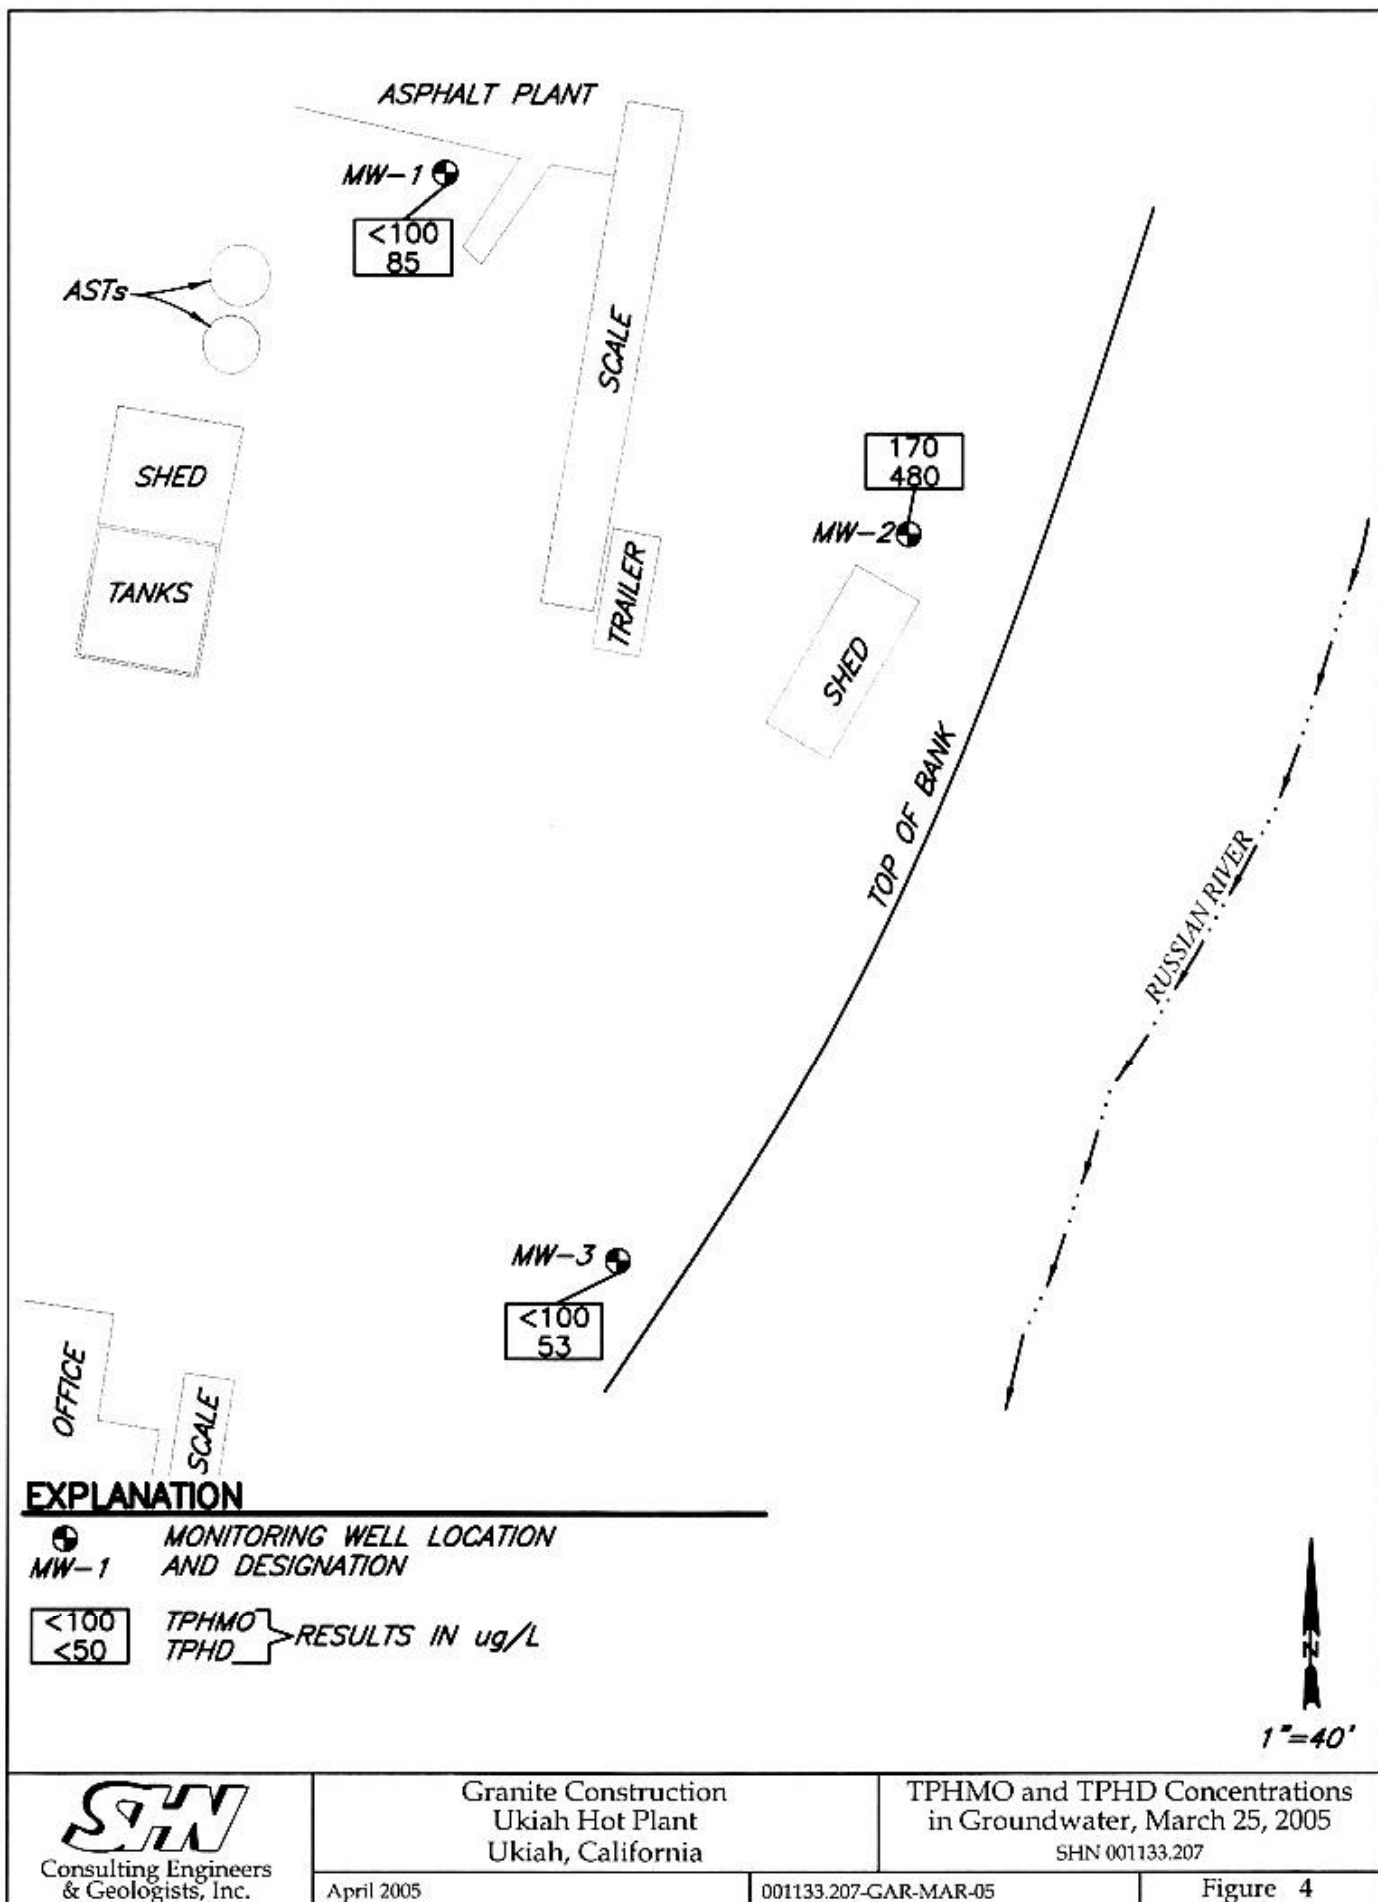 ASPHALT PLANT
MW-1
<100
85
ASTs
SCALE
170
480
SHED
MW-2
TANKS
TRAILER
SHED
TOP OF BANK
RUSSIAN RIVER
MW-3
<100
53
OFFICE
SCALE
EXPLANATION
MONITORING WELL LOCATION
MW-1 AND DESIGNATION
<100 TPHMO
RESULTS IN ug/L
<50 TPHD
N
1"=40'
SHN
Consulting Engineers
& Geologists, Inc.
Granite Construction
Ukiah Hot Plant
Ukiah, California
TPHMO and TPHD Concentrations
in Groundwater, March 25, 2005
SHN 001133.207
April 2005
001133.207-GAR-MAR-05
Figure 4